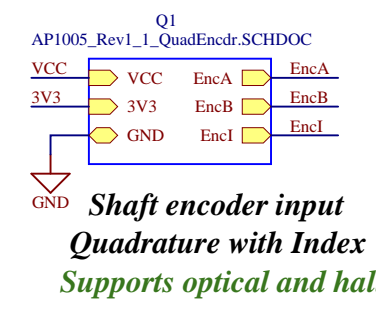 Q1
AP1005_Rev1_1_QuadEncdr.SCHDOC
VCC VCC EncA EncA
3V3 3V3 EncB EncB
GND EncI EncI
GND
Shaft encoder input
Quadrature with Index
Supports optical and hal